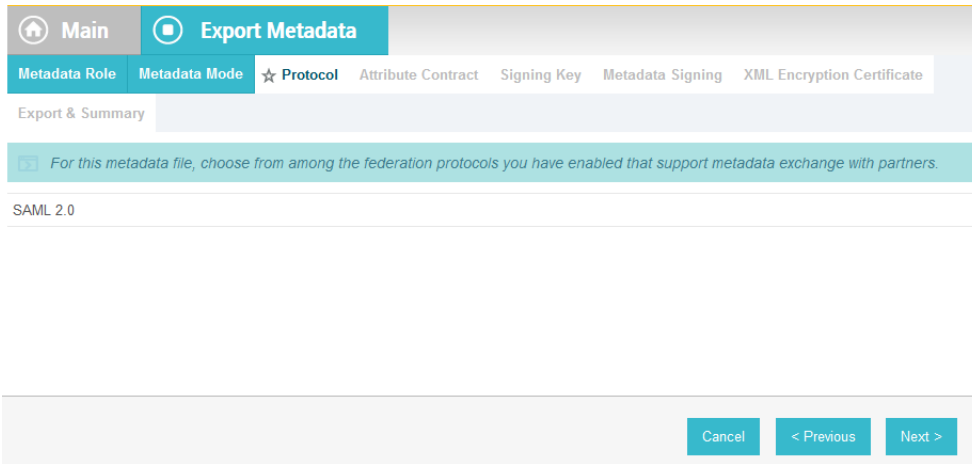 Main Export Metadata
Metadata Role Metadata Mode Protocol Attribute Contract Signing Key Metadata Signing XML Encryption Certificate
Export & Summary
For this metadata file, choose from among the federation protocols you have enabled that support metadata exchange with partners.
SAML 2.0
Cancel < Previous Next >